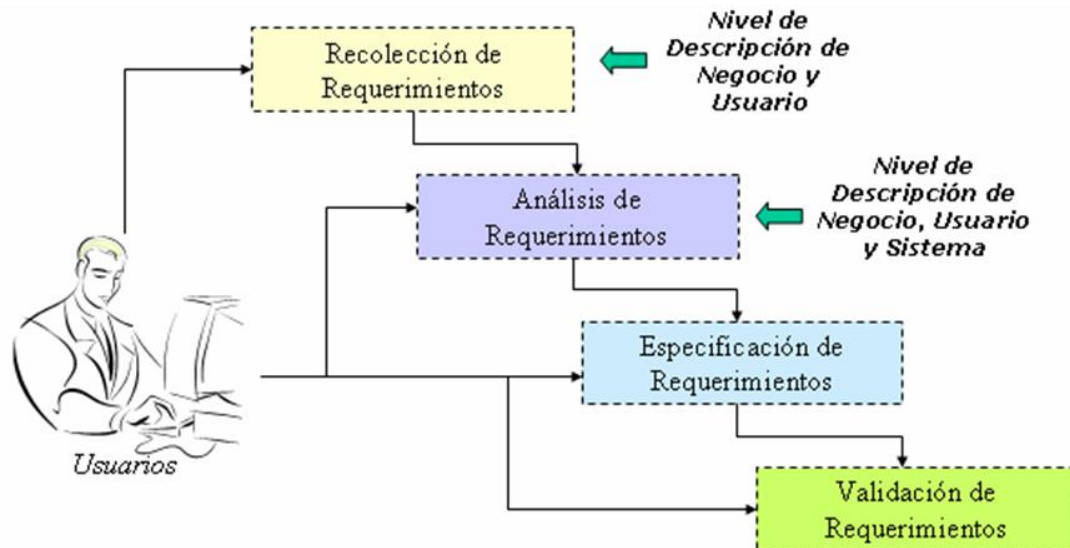 Recolección de
Requerimientos
Nivel de
Descripción de
Negocio y
Usuario
Análisis de
Requerimientos
Nivel de
Descripción de
Negocio, Usuario
y Sistema
Especificación de
Requerimientos
Usuarios
Validación de
Requerimientos